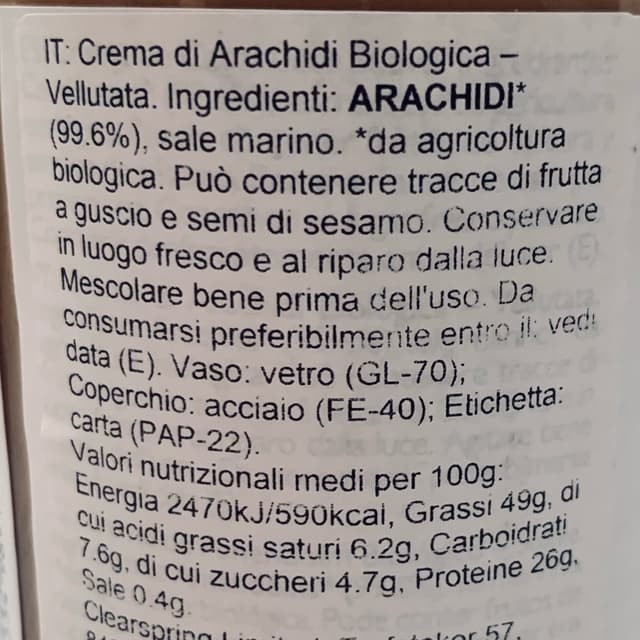 IT: Crema di Arachidi Biologica –
Vellutata. Ingredienti: ARACHIDI*
(99.6%), sale marino. *da agricoltura
biologica. Può contenere tracce di frutta
a guscio e semi di sesamo. Conservare
in luogo fresco e al riparo dalla luce.
Mescolare bene prima dell'uso. Da
consumarsi preferibilmente entro il: vedi
data (E). Vaso: vetro (GL-70);
Coperchio: acciaio (FE-40); Etichetta:
carta (PAP-22).
Valori nutrizionali medi per 100g:
Energia 2470kJ/590kcal, Grassi 49g, di
cui acidi grassi saturi 6.2g, Carboidrati
7.6g, di cui zuccheri 4.7g, Proteine 26g,
Sale 0.4g.
Clearspring 57,